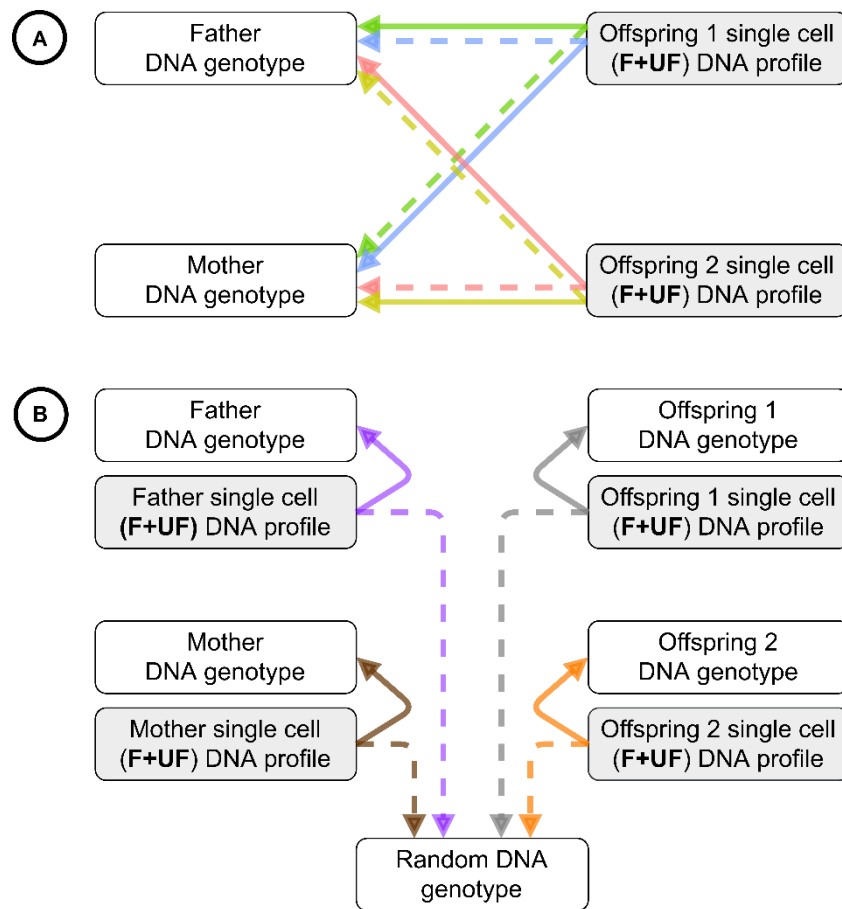 A
Father
DNA genotype
Offspring 1 single cell
(F+UF) DNA profile
Mother
DNA genotype
Offspring 2 single cell
(F+UF) DNA profile
B
Father
DNA genotype
Offspring 1
DNA genotype
Father single cell
(F+UF) DNA profile
Offspring 1 single cell
(F+UF) DNA profile
Mother
DNA genotype
Offspring 2
DNA genotype
Mother single cell
(F+UF) DNA profile
Offspring 2 single cell
(F+UF) DNA profile
Random DNA
genotype